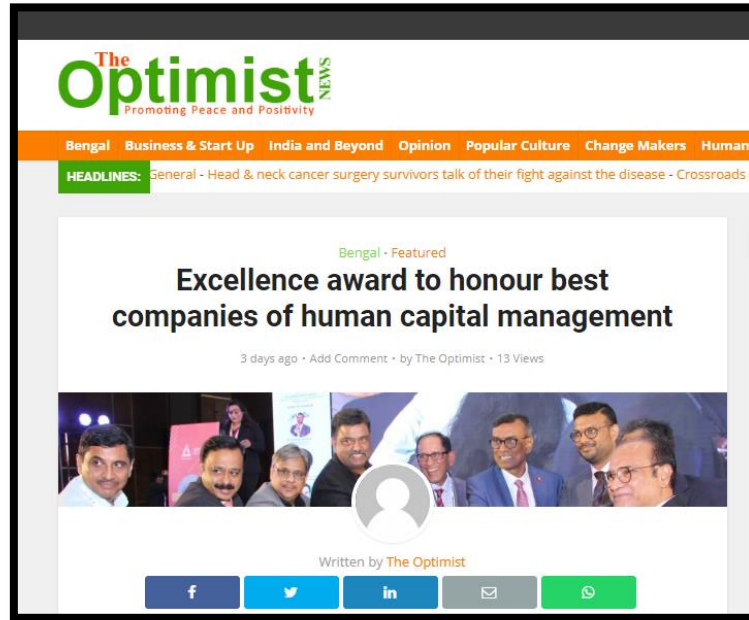 The
Optimist NEWS
Promoting Peace and Positivity
Bengal Business & Start Up India and Beyond Opinion Popular Culture Change Makers Human
HEADLINES: General - Head & neck cancer surgery survivors talk of their fight against the disease - Crossroads
Bengal • Featured
Excellence award to honour best
companies of human capital management
3 days ago • Add Comment • by The Optimist • 13 Views
Written by The Optimist
f
in